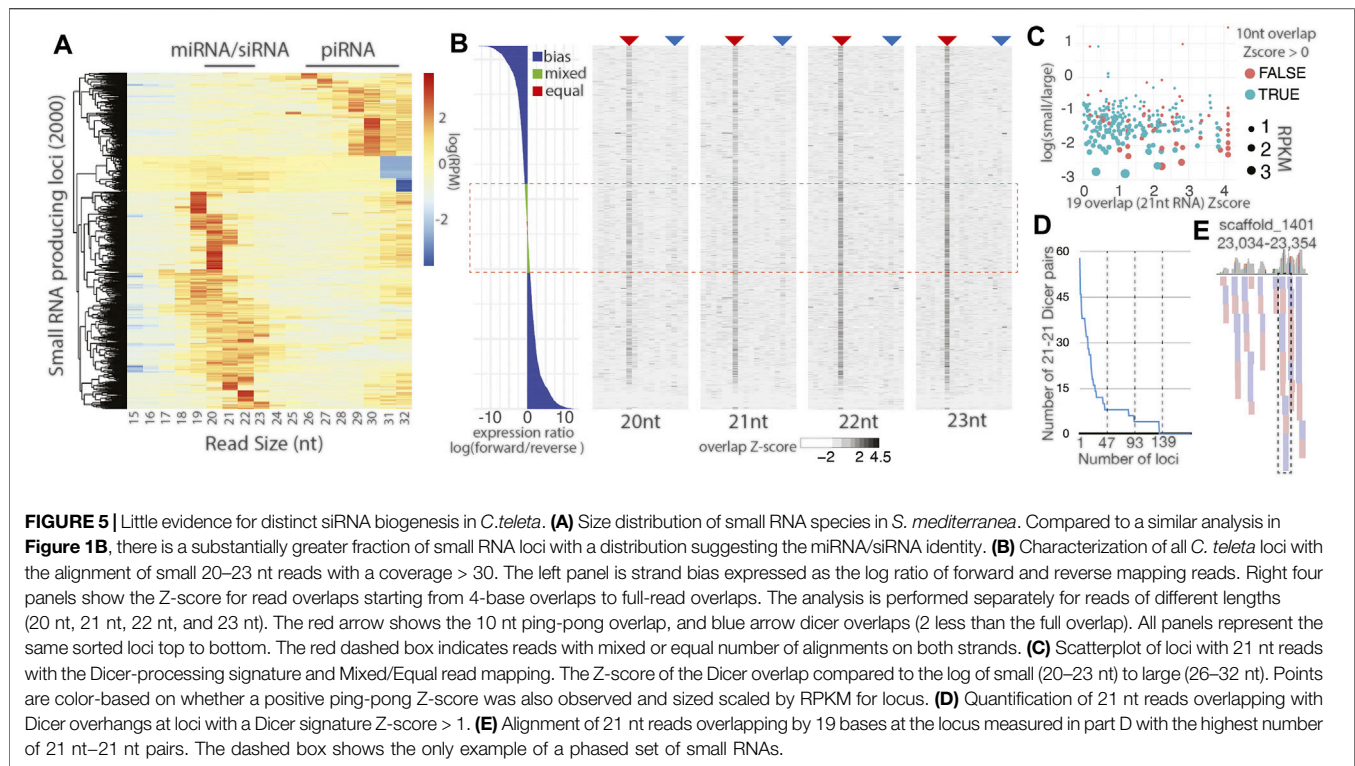 A
miRNA/siRNA
piRNA
Small RNA producing loci (2000)
15 16 17 18 19 20 21 22 23 24 25 26 27 28 29 30 31 32
Read Size (nt)
2
0
-2
log(RPM)
B
bias
mixed
equal
-10 0 10
expression ratio
log(forward/reverse )
20nt
21nt
22nt
23nt
overlap Z-score
-2 2 4.5
C
log(small/large)
1
0
-1
-2
-3
0 1 2 3 4
19 overlap (21nt RNA) Zscore
10nt overlap
Zscore > 0
FALSE
TRUE
1
2
3
RPKM
D
Number of 21-21 Dicer pairs
60
45
30
15
0
1 47 93 139
Number of loci
E
scaffold_1401
23,034-23,354
FIGURE 5 | Little evidence for distinct siRNA biogenesis in C.teleta. (A) Size distribution of small RNA species in S. mediterranea. Compared to a similar analysis in
Figure 1B, there is a substantially greater fraction of small RNA loci with a distribution suggesting the miRNA/siRNA identity. (B) Characterization of all C. teleta loci with
the alignment of small 20–23 nt reads with a coverage > 30. The left panel is strand bias expressed as the log ratio of forward and reverse mapping reads. Right four
panels show the Z-score for read overlaps starting from 4-base overlaps to full-read overlaps. The analysis is performed separately for reads of different lengths
(20 nt, 21 nt, 22 nt, and 23 nt). The red arrow shows the 10 nt ping-pong overlap, and blue arrow dicer overlaps (2 less than the full overlap). All panels represent the
same sorted loci top to bottom. The red dashed box indicates reads with mixed or equal number of alignments on both strands. (C) Scatterplot of loci with 21 nt reads
with the Dicer-processing signature and Mixed/Equal read mapping. The Z-score of the Dicer overlap compared to the log of small (20–23 nt) to large (26–32 nt). Points
are color-based on whether a positive ping-pong Z-score was also observed and sized scaled by RPKM for locus. (D) Quantification of 21 nt reads overlapping with
Dicer overhangs at loci with a Dicer signature Z-score > 1. (E) Alignment of 21 nt reads overlapping by 19 bases at the locus measured in part D with the highest number
of 21 nt–21 nt pairs. The dashed box shows the only example of a phased set of small RNAs.